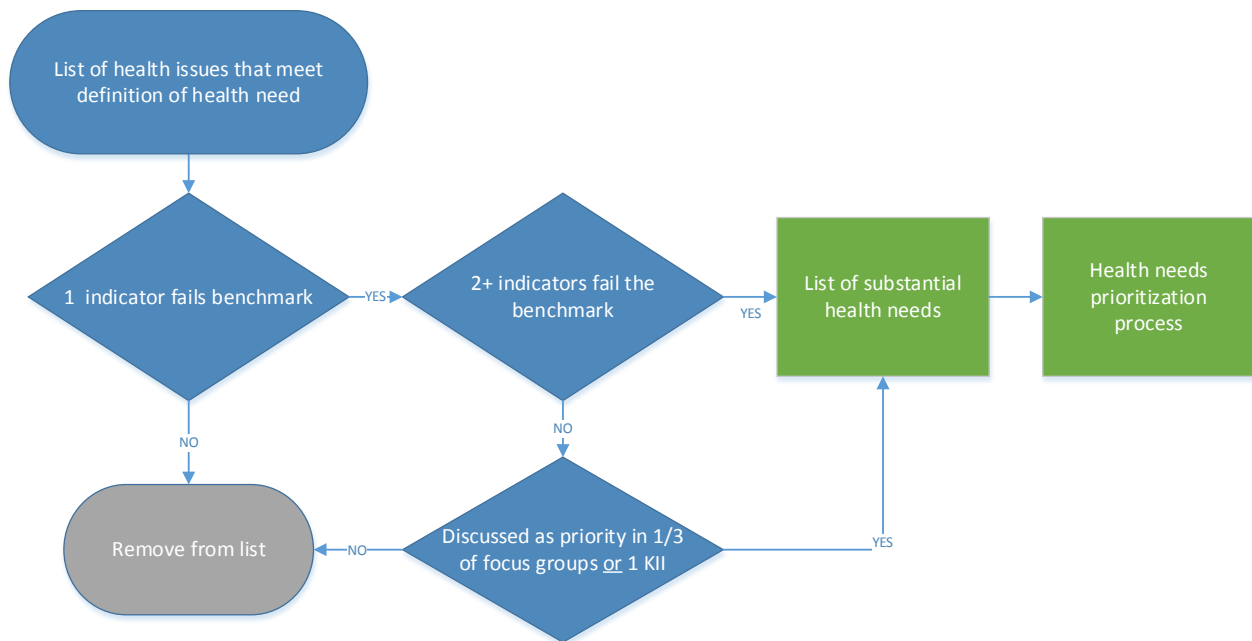 List of health issues that meet
definition of health need
1 indicator fails benchmark
YES
2+ indicators fail the
benchmark
YES
List of substantial
health needs
Health needs
prioritization
process
NO
NO
Remove from list
NO
Discussed as priority in 1/3
of focus groups or 1 KII
YES